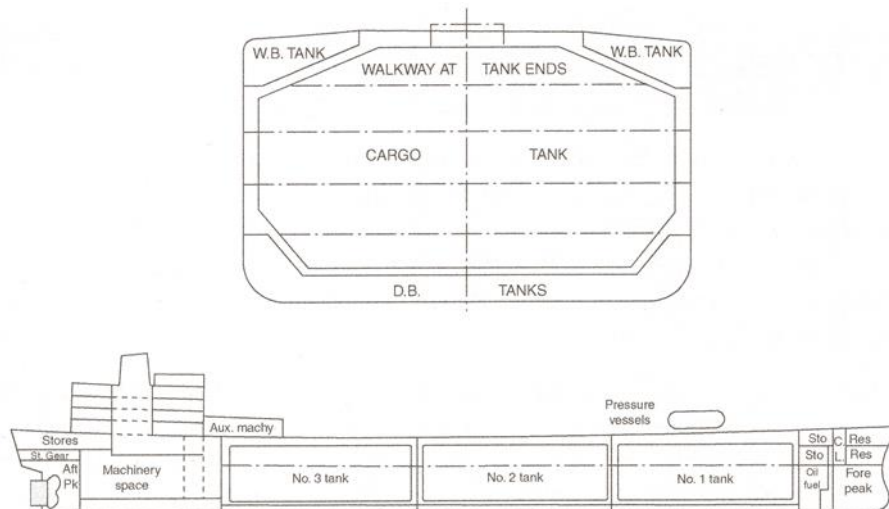 W.B. TANK
W.B. TANK
WALKWAY AT TANK ENDS
CARGO TANK
D.B. TANKS
Pressure
vessels
Aux. machy
Stores
St. Gear
Aft
Pk
Machinery
space
No. 3 tank
No. 2 tank
No. 1 tank
Sto C. Res
Sto L. Res
Oil
fuel
Fore
peak